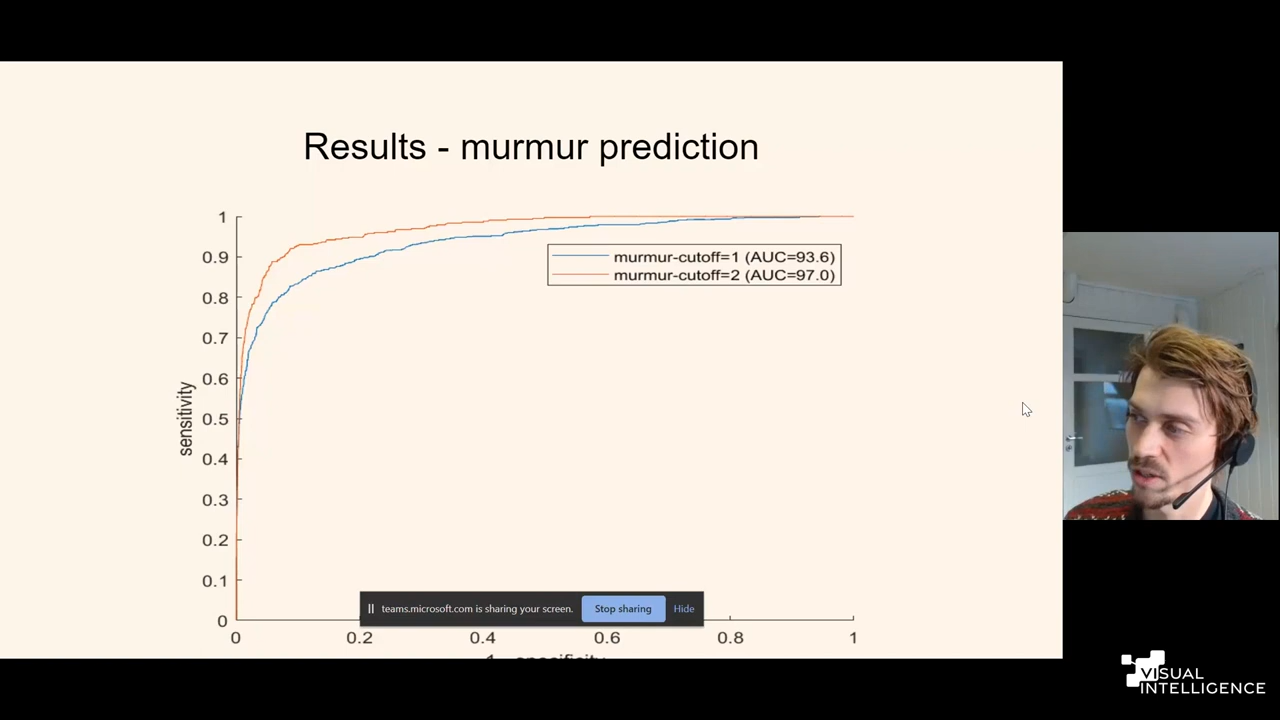 Results - murmur prediction
1
0.9
0.8
0.7
0.6
0.5
0.4
0.3
0.2
0.1
0
sensitivity
murmur-cutoff=1 (AUC=93.6)
murmur-cutoff=2 (AUC=97.0)
teams.microsoft.com is sharing your screen.
Stop sharing
Hide
0
0.2
0.4
0.6
0.8
1
1 - specificity
VISUAL
INTELLIGENCE